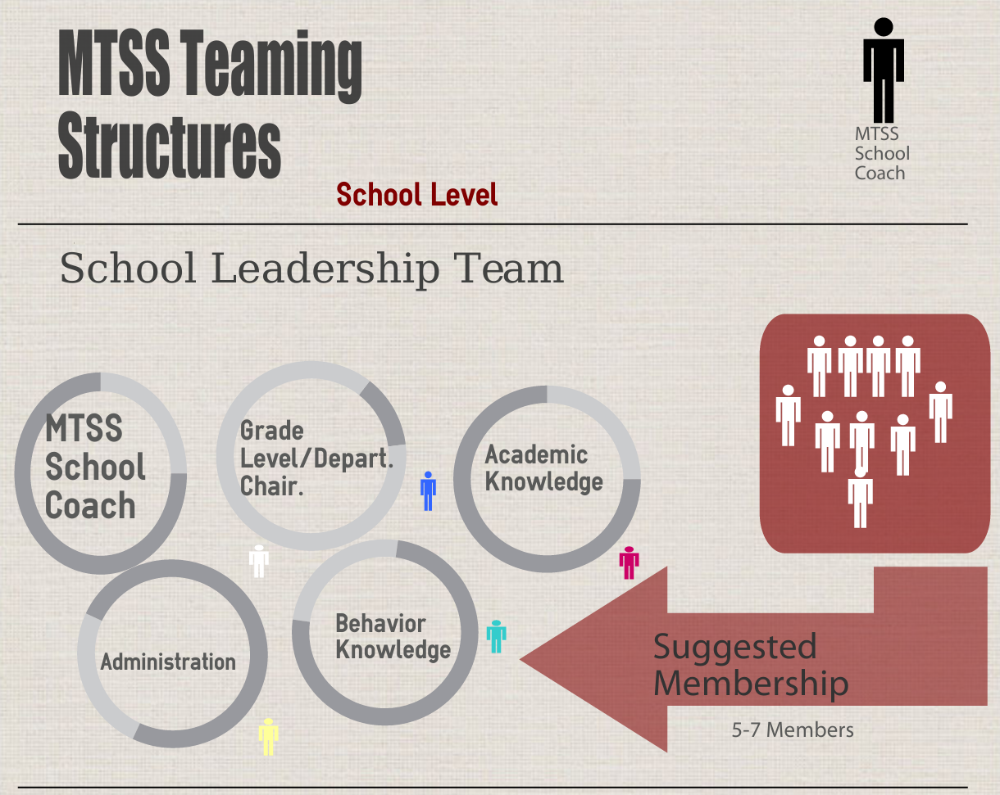 MTSS Teaming
Structures
School Level
MTSS
School
Coach
School Leadership Team
MTSS
School
Coach
Grade
Level/Depart.
Chair.
Academic
Knowledge
Administration
Behavior
Knowledge
Suggested
Membership
5-7 Members